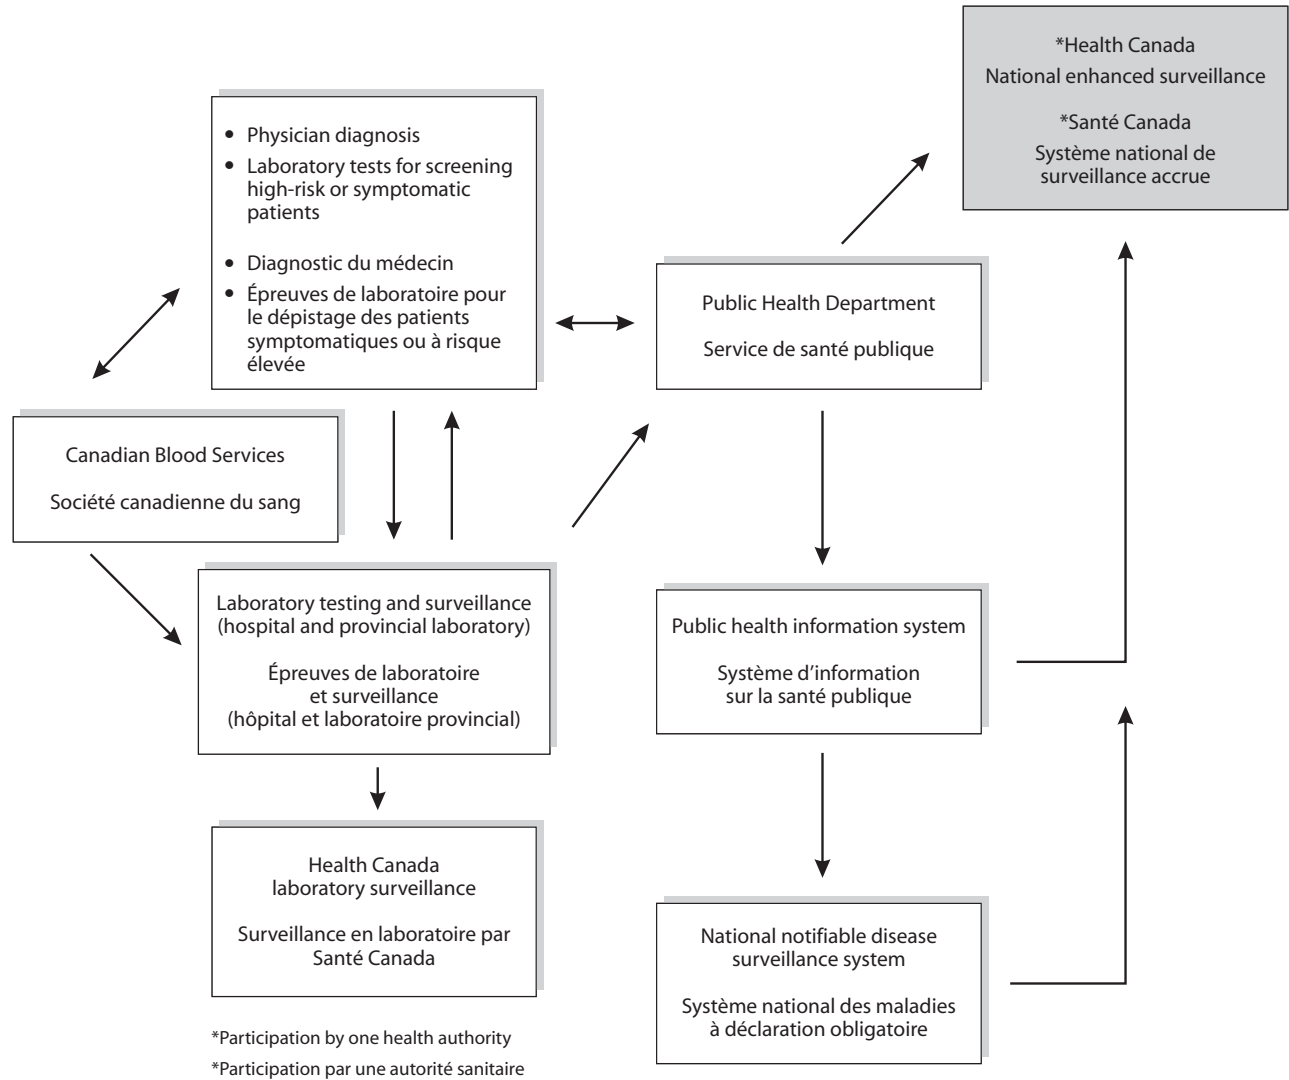 *Health Canada
National enhanced surveillance
*Santé Canada
Système national de
surveillance accrue
• Physician diagnosis
• Laboratory tests for screening
high-risk or symptomatic
patients
• Diagnostic du médecin
• Épreuves de laboratoire pour
le dépistage des patients
symptomatiques ou à risque
élevée
Public Health Department
Service de santé publique
Canadian Blood Services
Société canadienne du sang
Laboratory testing and surveillance
(hospital and provincial laboratory)
Épreuves de laboratoire
et surveillance
(hôpital et laboratoire provincial)
Public health information system
Système d’information
sur la santé publique
Health Canada
laboratory surveillance
Surveillance en laboratoire par
Santé Canada
National notifiable disease
surveillance system
Système national des maladies
à déclaration obligatoire
*Participation by one health authority
*Participation par une autorité sanitaire